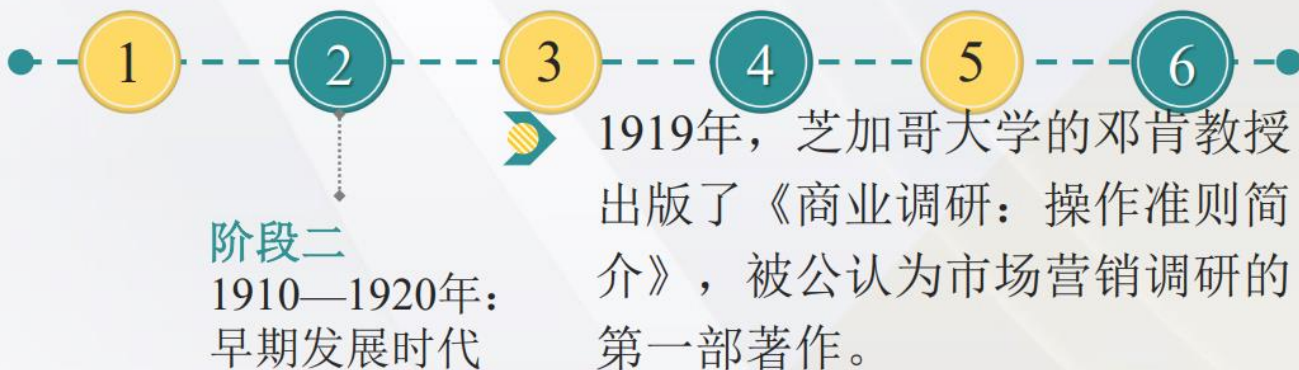 1 2 3 4 5 6
阶段二
1910—1920年：
早期发展时代
1919年，芝加哥大学的邓肯教授
出版了《商业调研：操作准则简
介》，被公认为市场营销调研的
第一部著作。